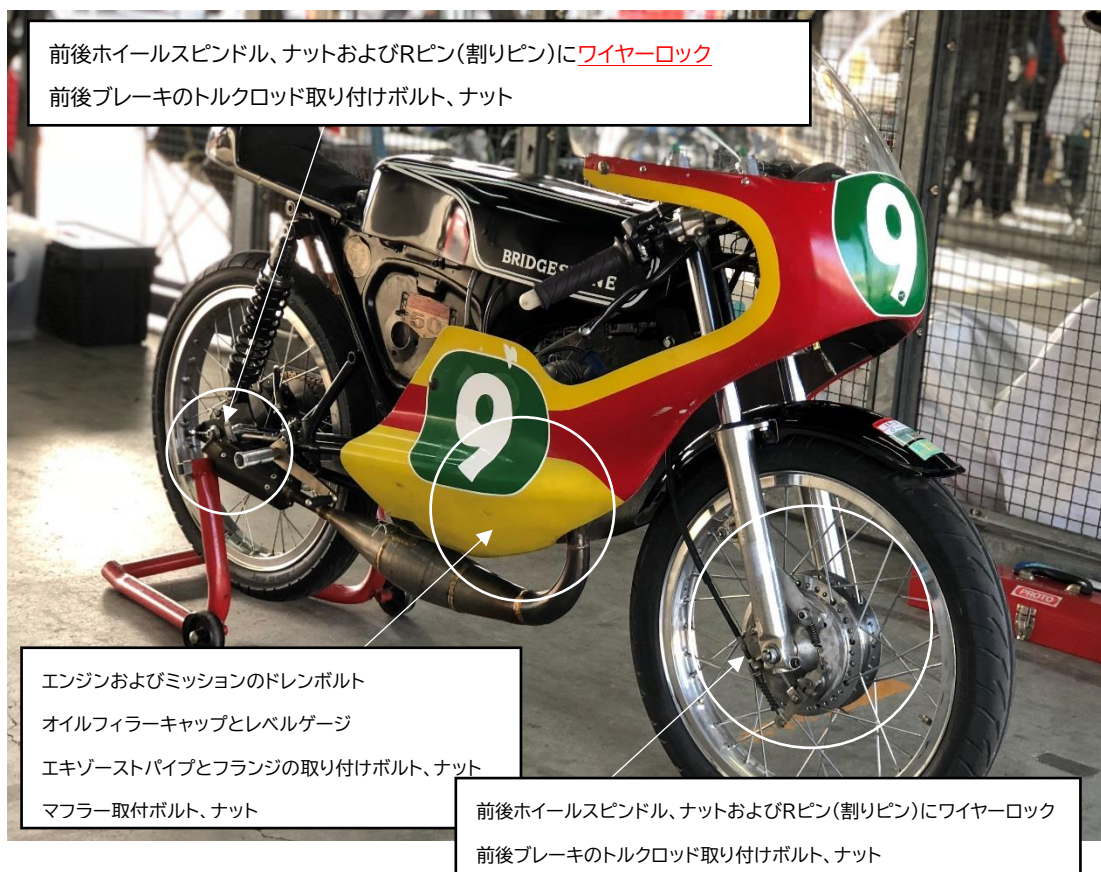 前後ホイールスピンドル、ナットおよびRピン(割りピン)にワイヤーロック
前後ブレーキのトルクロッド取り付けボルト、ナット
9
BRIDGES NE
50
9
PROTO
エンジンおよびミッションのドレンボルト
オイルフィラーキャップとレベルゲージ
エキゾーストパイプとフランジの取り付けボルト、ナット
マフラー取付ボルト、ナット
前後ホイールスピンドル、ナットおよびRピン(割りピン)にワイヤーロック
前後ブレーキのトルクロッド取り付けボルト、ナット